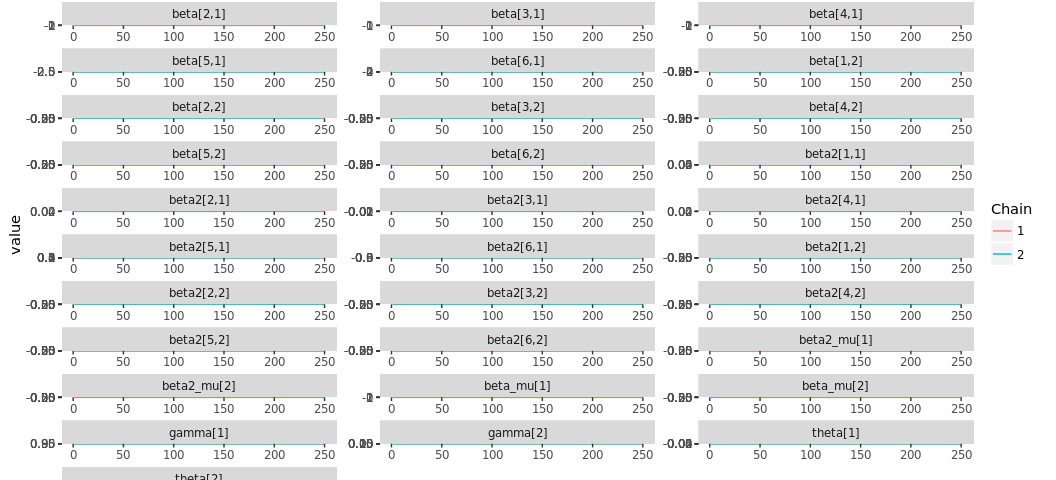 beta[2,1] beta[3,1] beta[4,1]
0 50 100 150 200 250 0 50 100 150 200 250 0 50 100 150 200 250
beta[5,1] beta[6,1] beta[1,2]
0 50 100 150 200 250 0 50 100 150 200 250 0 50 100 150 200 250
beta[2,2] beta[3,2] beta[4,2]
0 50 100 150 200 250 0 50 100 150 200 250 0 50 100 150 200 250
beta[5,2] beta[6,2] beta2[1,1]
0 50 100 150 200 250 0 50 100 150 200 250 0 50 100 150 200 250
beta2[2,1] beta2[3,1] beta2[4,1]
0 50 100 150 200 250 0 50 100 150 200 250 0 50 100 150 200 250
beta2[5,1] beta2[6,1] beta2[1,2]
0 50 100 150 200 250 0 50 100 150 200 250 0 50 100 150 200 250
beta2[2,2] beta2[3,2] beta2[4,2]
0 50 100 150 200 250 0 50 100 150 200 250 0 50 100 150 200 250
beta2[5,2] beta2[6,2] beta2_mu[1]
0 50 100 150 200 250 0 50 100 150 200 250 0 50 100 150 200 250
beta2_mu[2] beta_mu[1] beta_mu[2]
0 50 100 150 200 250 0 50 100 150 200 250 0 50 100 150 200 250
gamma[1] gamma[2] theta[1]
0 50 100 150 200 250 0 50 100 150 200 250 0 50 100 150 200 250
theta[2]
value
Chain
1
2